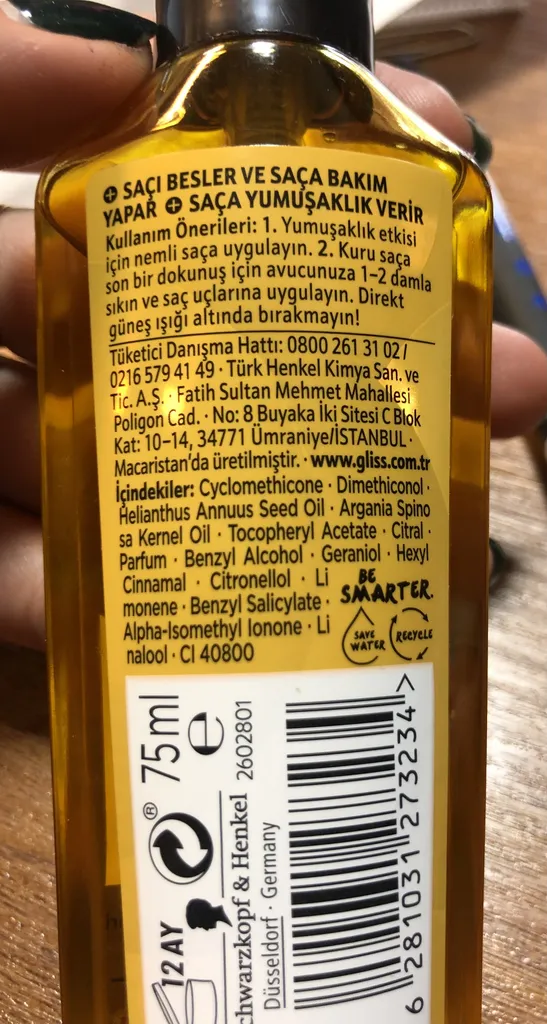 SAÇI BESLER VE SAÇA BAKIM
YAPAR SAÇA YUMUŞAKLIK VERİR
Kullanım Önerileri: 1. Yumuşaklık etkisi
için nemli saça uygulayın. 2. Kuru saça
son bir dokunuş için avucunuza 1-2 damla
sıkın ve saç uçlarına uygulayın. Direkt
güneş ışığı altında bırakmayın!
Tüketici Danışma Hattı: 0800 261 31 02 /
0216 579 41 49 · Türk Henkel Kimya San. ve
Tic. A.Ş. · Fatih Sultan Mehmet Mahallesi
Poligon Cad. · No: 8 Buyaka İki Sitesi C Blok
Kat: 10-14, 34771 Ümraniye/İSTANBUL ·
Macaristan'da üretilmiştir. · www.gliss.com.tr
İçindekiler: Cyclomethicone · Dimethiconol ·
Helianthus Annuus Seed Oil · Argania Spino
sa Kernel Oil · Tocopheryl Acetate · Citral ·
Parfum · Benzyl Alcohol · Geraniol · Hexyl
Cinnamal · Citronellol · Li
monene · Benzyl Salicylate ·
Alpha-Isomethyl Ionone · Li
nalool · CI 40800
BE
SMARTER.
SAVE
WATER
RECYCLE
75 ml e
2602801
®
12 AY
chwarzkopf & Henkel
Düsseldorf · Germany
6 281031 273234 >